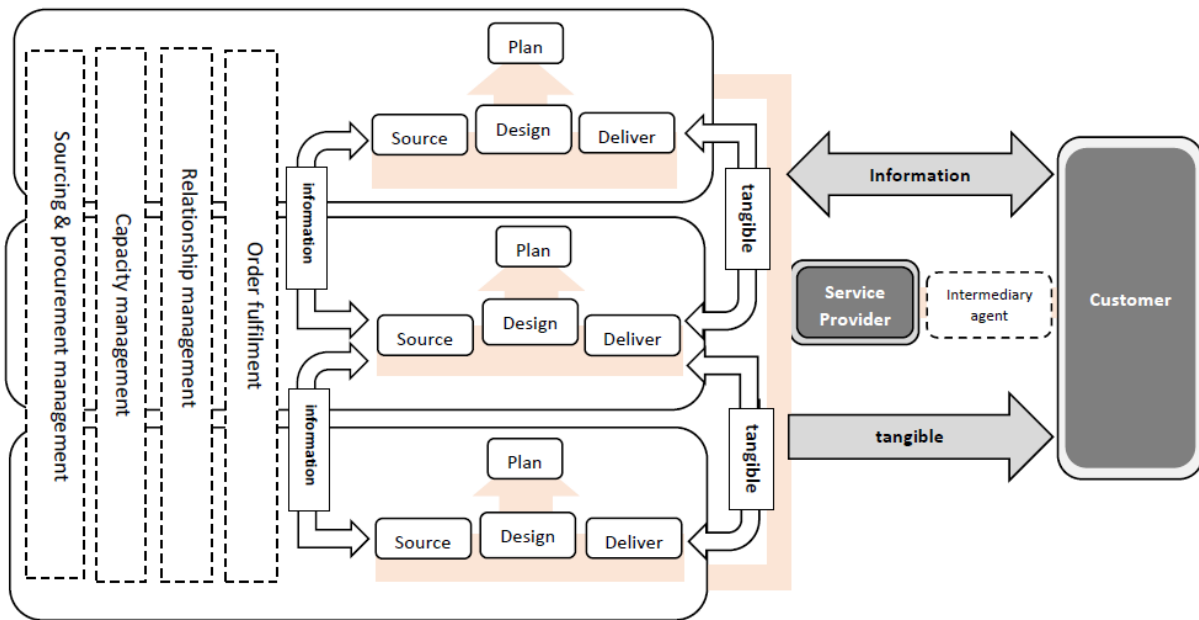 Sourcing & procurement management
Capacity management
Relationship management
Order fulfilment
Plan
Source
Design
Deliver
information
tangible
Plan
Source
Design
Deliver
information
tangible
Plan
Source
Design
Deliver
Information
Service
Provider
Intermediary
agent
Customer
tangible